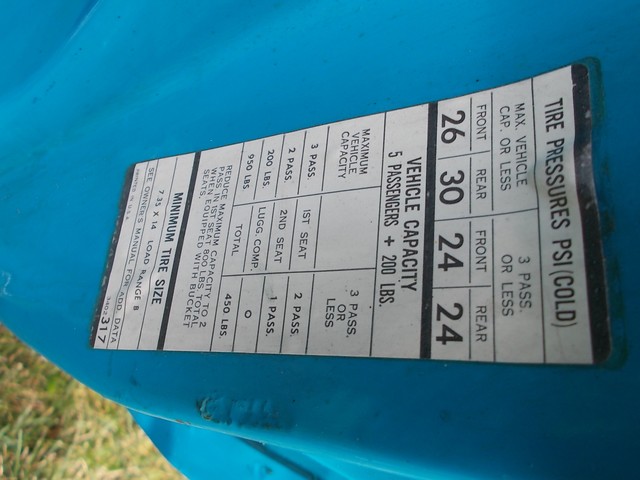 TIRE PRESSURES PSI (COLD)
MAX. VEHICLE CAP. OR LESS 3 PASS. OR LESS
FRONT REAR FRONT REAR
26 30 24 24
VEHICLE CAPACITY
5 PASSENGERS + 200 LBS.
MAXIMUM VEHICLE CAPACITY 3 PASS. OR LESS
3 PASS. 1ST SEAT 2 PASS.
2 PASS. 2ND SEAT 1 PASS.
200 LBS. LUGG. COMP. 0
950 LBS. TOTAL 450 LBS.
REDUCE MAXIMUM CAPACITY TO 2
PASS IN 1ST SEAT 800 LBS. TOTAL
WHEN EQUIPPED WITH BUCKET
SEATS.
MINIMUM TIRE SIZE
7.35 X 14 LOAD RANGE B
SEE OWNER'S MANUAL FOR ADD. DATA
PRINTED IN U.S.A. 317